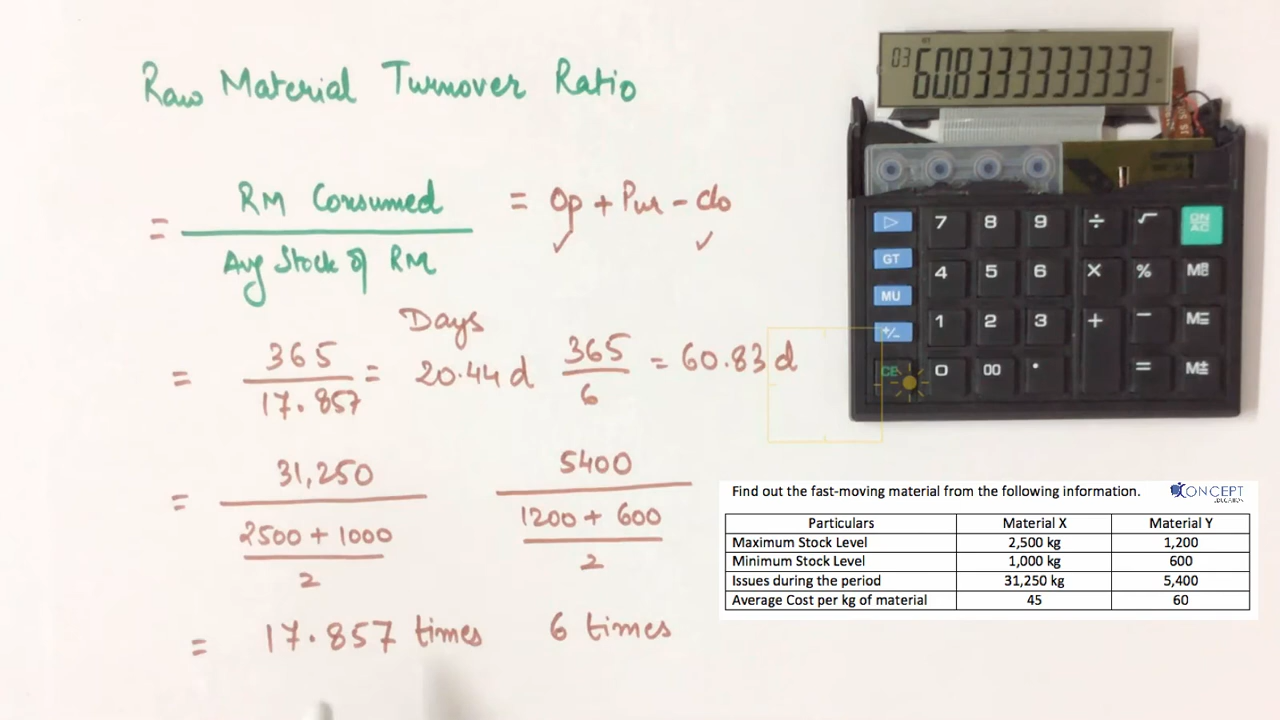 Raw Material Turnover Ratio
= RM Consumed / Avg Stock of RM = Op + Pur - clo
Days
= 365 / 17.857 = 20.44 d 365 / 6 = 60.83 d
= 31,250 / (2500 + 1000 / 2) 5400 / (1200 + 600 / 2)
= 17.857 times 6 times
03 60.83333333333
▷ 7 8 9 ÷ √ ON AC
GT 4 5 6 X %
MU 1 2 3 + −
+/- CE 0 00 . =
Find out the fast-moving material from the following information. CONCEPT
Particulars Material X Material Y
Maximum Stock Level 2,500 kg 1,200
Minimum Stock Level 1,000 kg 600
Issues during the period 31,250 kg 5,400
Average Cost per kg of material 45 60